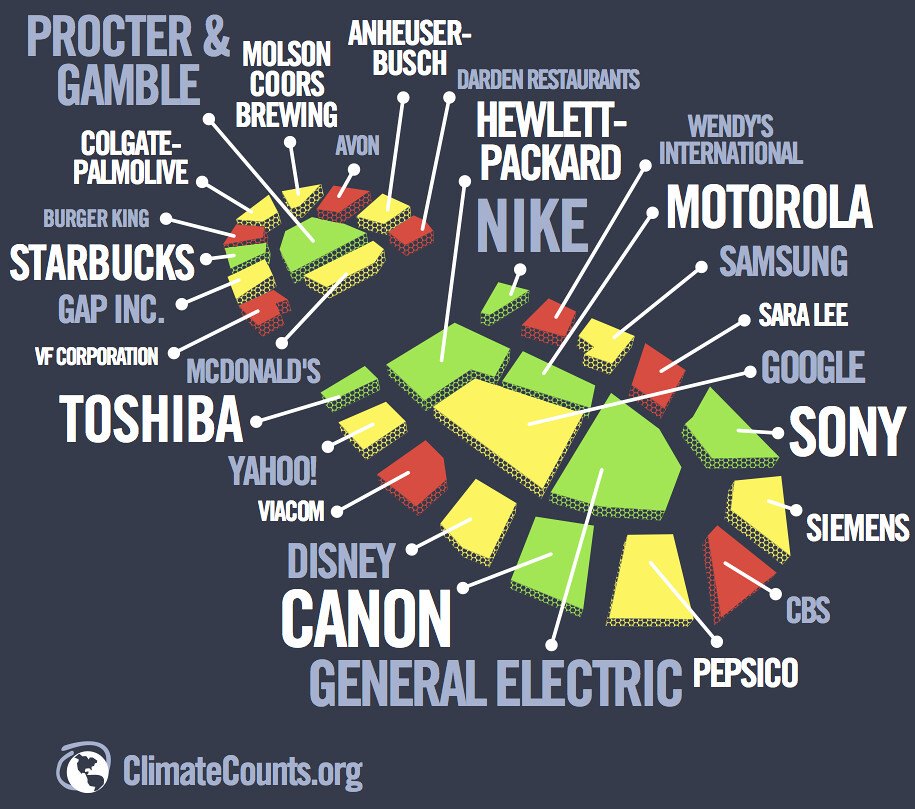 PROCTER &
GAMBLE
MOLSON
COORS
BREWING
ANHEUSER-
BUSCH
DARDEN RESTAURANTS
COLGATE-
PALMOLIVE
AVON
HEWLETT-
PACKARD
WENDY'S
INTERNATIONAL
BURGER KING
NIKE
MOTOROLA
STARBUCKS
SAMSUNG
GAP INC.
SARA LEE
VF CORPORATION
MCDONALD'S
GOOGLE
TOSHIBA
SONY
YAHOO!
VIACOM
SIEMENS
DISNEY
CANON
CBS
GENERAL ELECTRIC
PEPSICO
ClimateCounts.org